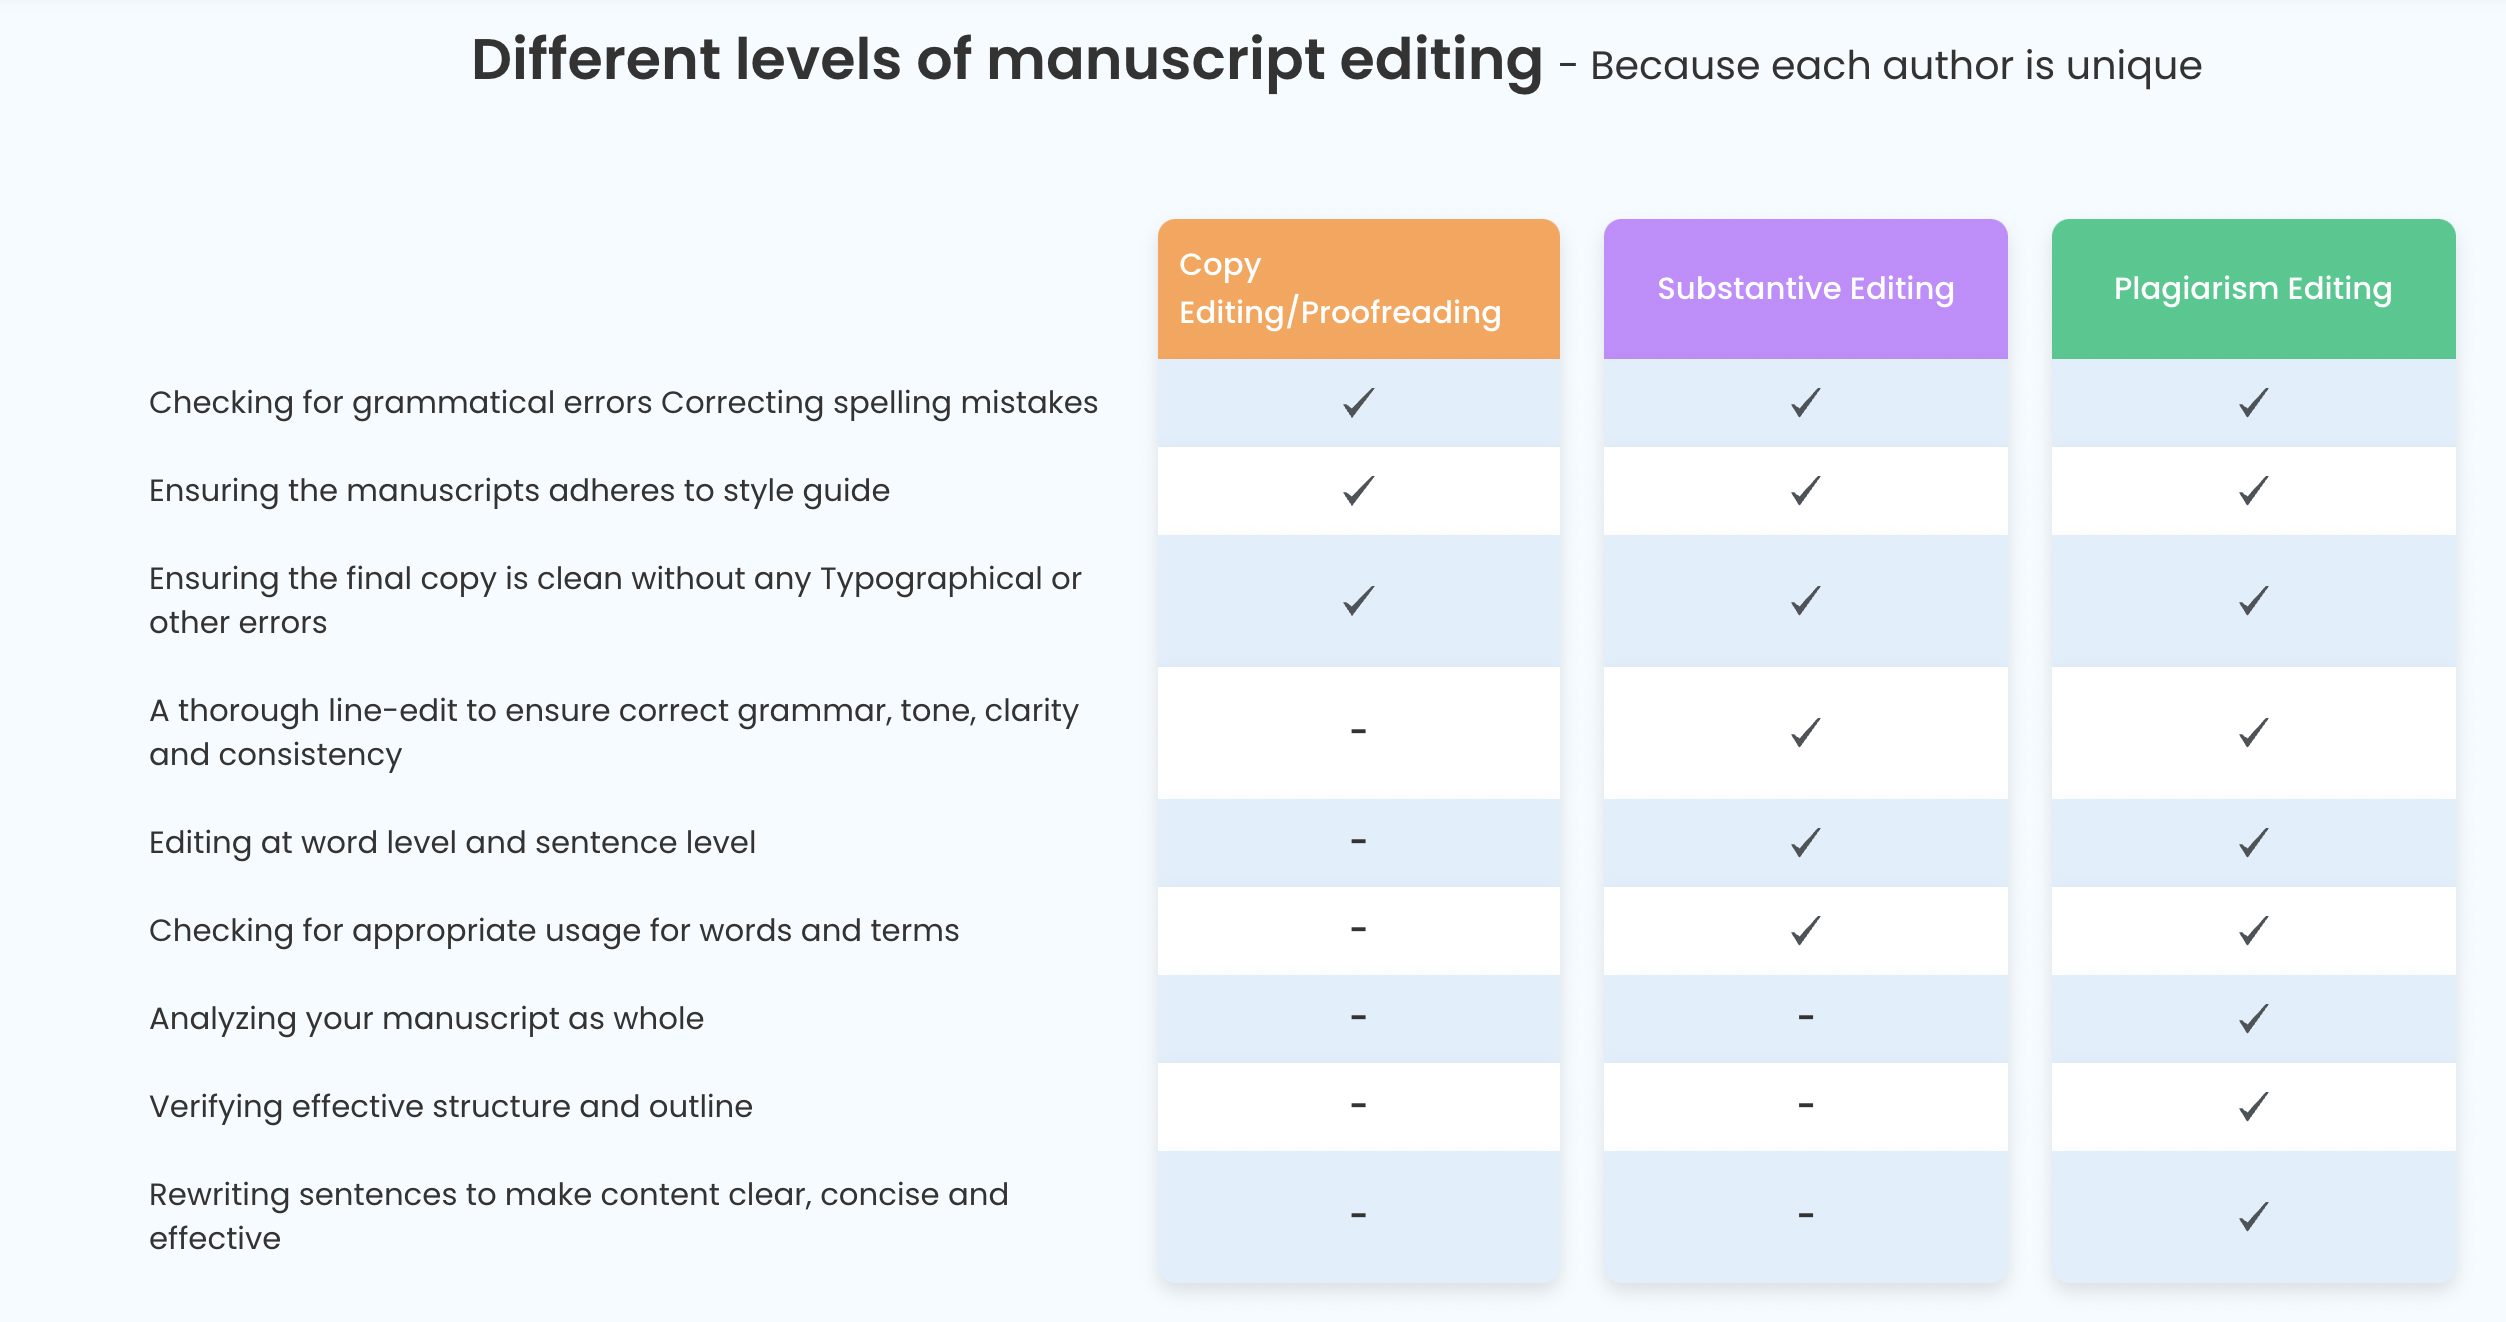 Different levels of manuscript editing - Because each author is unique
Copy
Editing/Proofreading
Substantive Editing
Plagiarism Editing
Checking for grammatical errors Correcting spelling mistakes ✓ ✓ ✓
Ensuring the manuscripts adheres to style guide ✓ ✓ ✓
Ensuring the final copy is clean without any Typographical or
other errors ✓ ✓ ✓
A thorough line-edit to ensure correct grammar, tone, clarity
and consistency - ✓ ✓
Editing at word level and sentence level - ✓ ✓
Checking for appropriate usage for words and terms - ✓ ✓
Analyzing your manuscript as whole - - ✓
Verifying effective structure and outline - - ✓
Rewriting sentences to make content clear, concise and
effective - - ✓